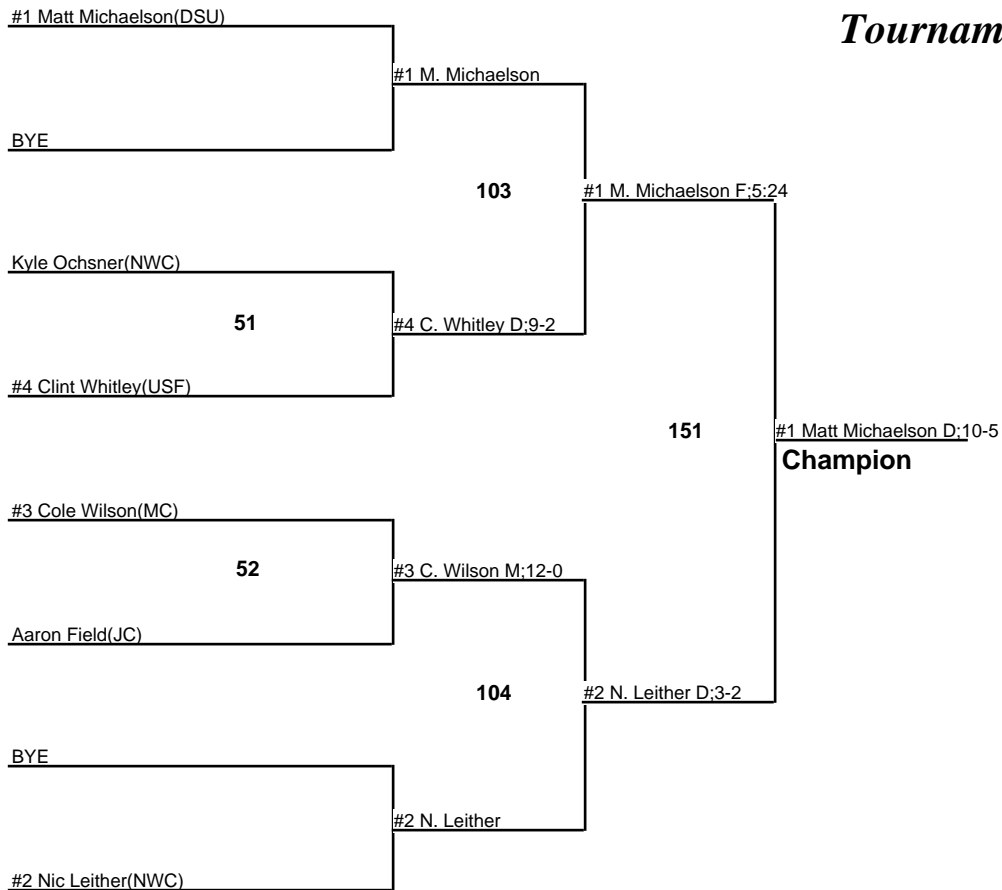 #1 Matt Michaelson(DSU)
Tournam
#1 M. Michaelson
BYE
103
#1 M. Michaelson F;5:24
Kyle Ochsner(NWC)
51
#4 C. Whitley D;9-2
#4 Clint Whitley(USF)
151
#1 Matt Michaelson D;10-5
Champion
#3 Cole Wilson(MC)
52
#3 C. Wilson M;12-0
Aaron Field(JC)
104
#2 N. Leither D;3-2
BYE
#2 N. Leither
#2 Nic Leither(NWC)